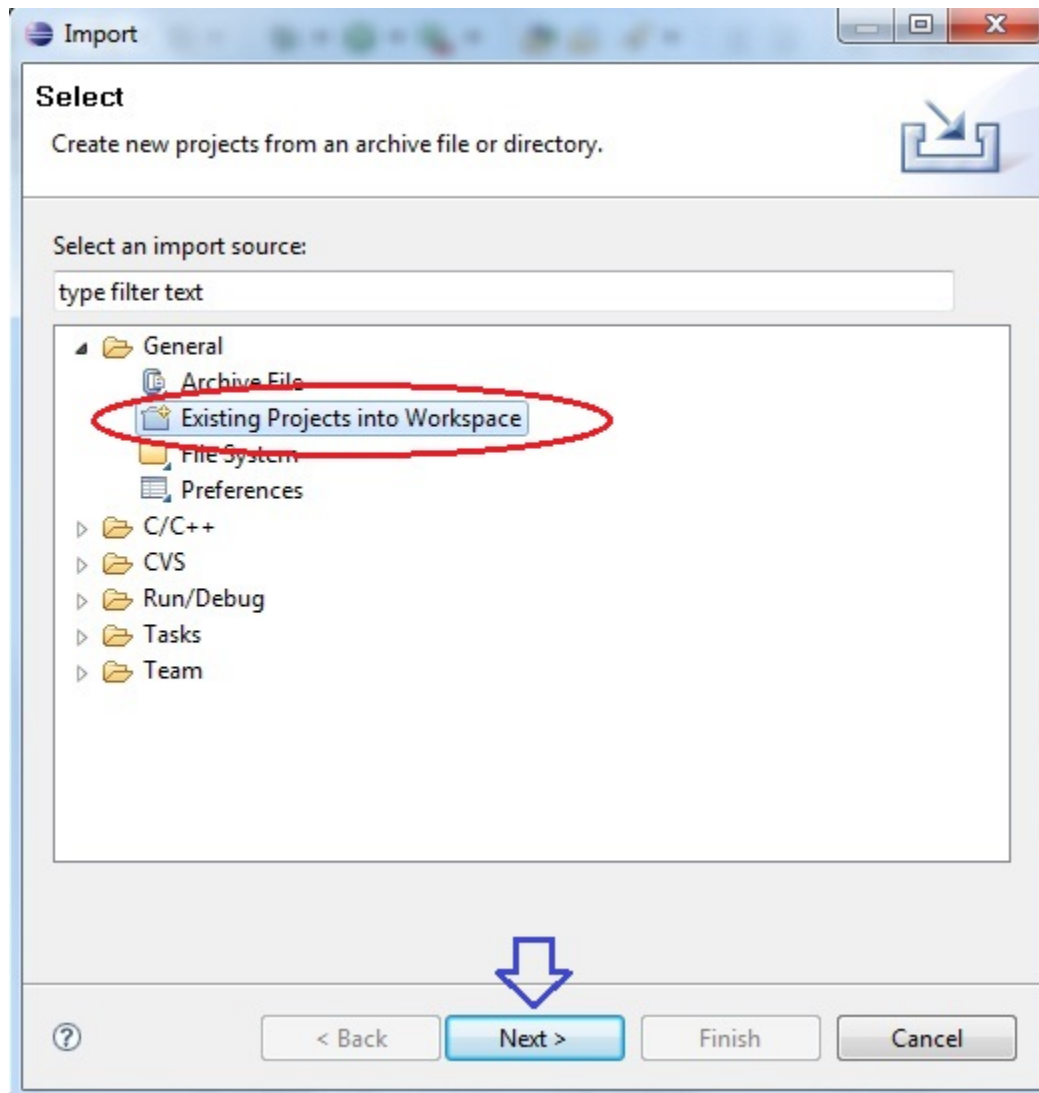 Import
Select
Create new projects from an archive file or directory.
Select an import source:
type filter text
General
Archive File
Existing Projects into Workspace
File System
Preferences
C/C++
CVS
Run/Debug
Tasks
Team
< Back Next > Finish Cancel